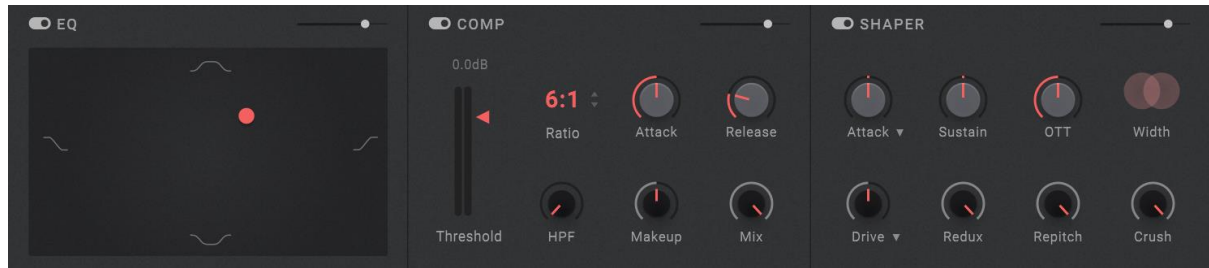 EQ
COMP
SHAPER
0.0dB
6:1
Ratio
Attack
Release
Attack ▼
Sustain
OTT
Width
Threshold
HPF
Makeup
Mix
Drive ▼
Redux
Repitch
Crush